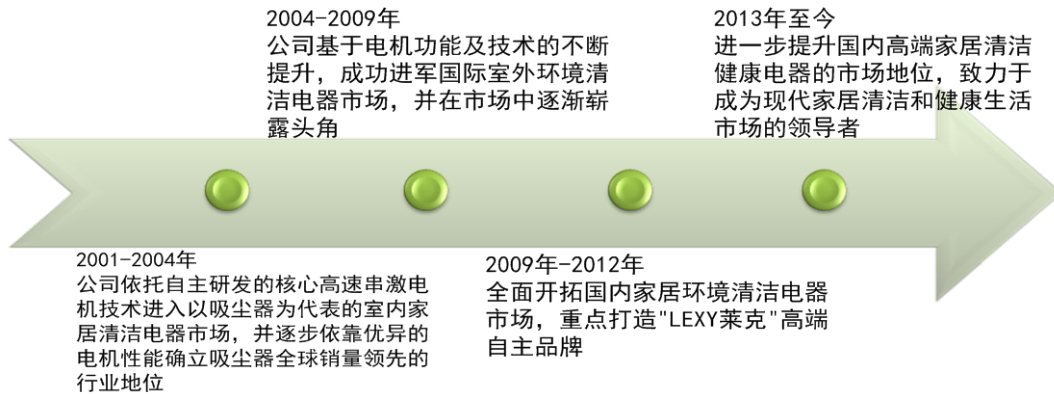 2004-2009年
公司基于电机功能及技术的不断
提升，成功进军国际室外环境清
洁电器市场，并在市场中逐渐崭
露头角
2013年至今
进一步提升国内高端家居清洁
健康电器的市场地位，致力于
成为现代家居清洁和健康生活
市场的领导者
2001-2004年
公司依托自主研发的核心高速串激电
机技术进入以吸尘器为代表的室内家
居清洁电器市场，并逐步依靠优异的
电机性能确立吸尘器全球销量领先的
行业地位
2009年-2012年
全面开拓国内家居环境清洁电器
市场，重点打造"LEXY莱克"高端
自主品牌